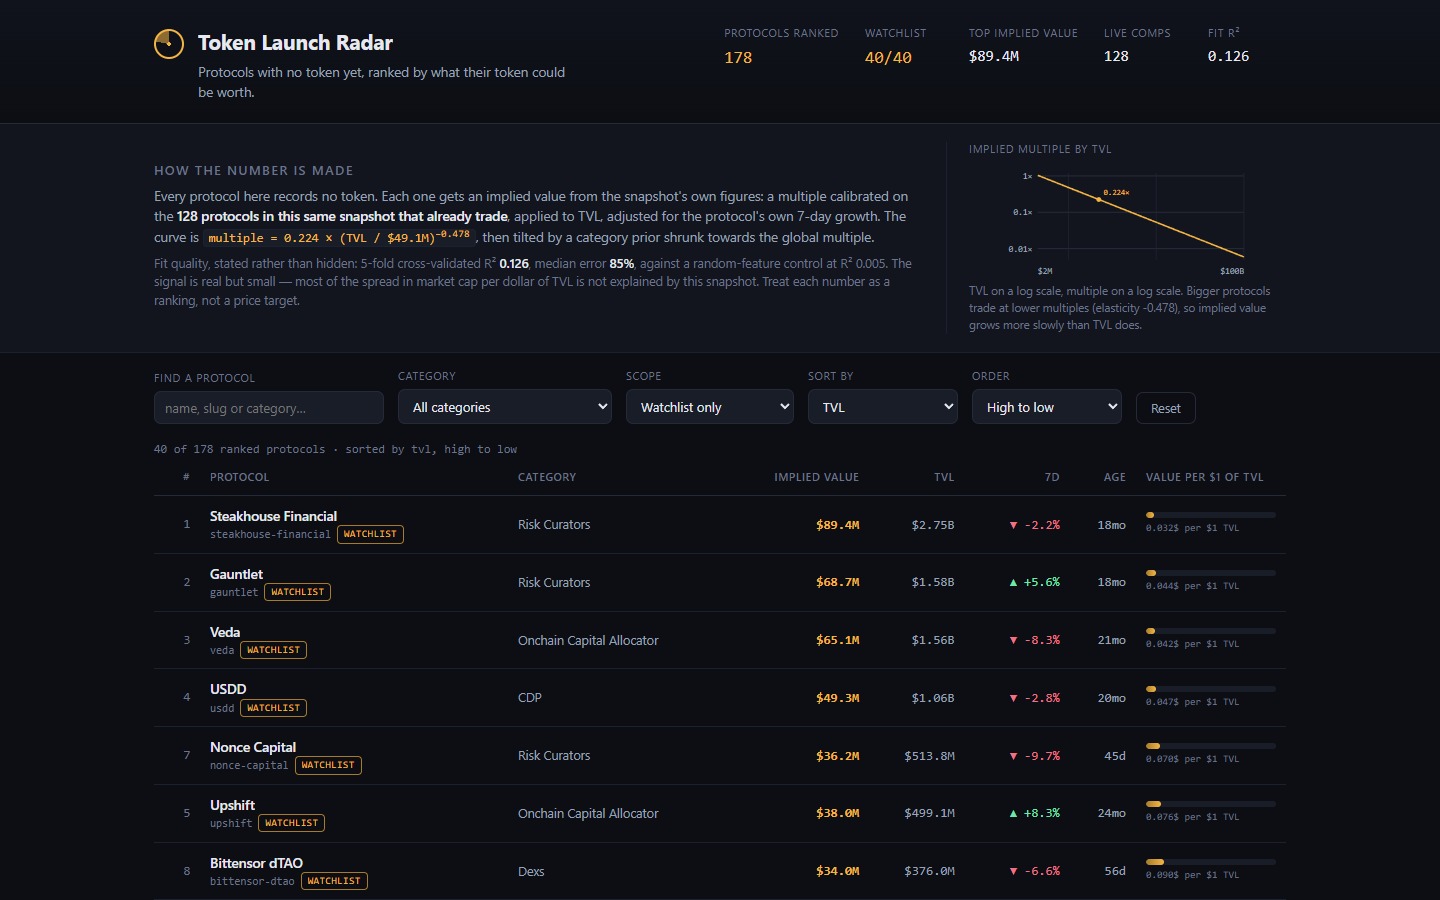 Token Launch Radar
Protocols with no token yet, ranked by what their token could
be worth.
PROTOCOLS RANKED
178
WATCHLIST
40/40
TOP IMPLIED VALUE
$89.4M
LIVE COMPS
128
FIT R²
0.126
HOW THE NUMBER IS MADE
Every protocol here records no token. Each one gets an implied value from the snapshot's own figures: a multiple calibrated on
the 128 protocols in this same snapshot that already trade, applied to TVL, adjusted for the protocol's own 7-day growth. The
curve is multiple = 0.224 × (TVL / $49.1M)^−0.478 , then tilted by a category prior shrunk towards the global multiple.
Fit quality, stated rather than hidden: 5-fold cross-validated R² 0.126, median error 85%, against a random-feature control at R² 0.005. The
signal is real but small — most of the spread in market cap per dollar of TVL is not explained by this snapshot. Treat each number as a
ranking, not a price target.
IMPLIED MULTIPLE BY TVL
1×
0.1×
0.01×
0.224×
$2M
$100B
TVL on a log scale, multiple on a log scale. Bigger protocols
trade at lower multiples (elasticity -0.478), so implied value
grows more slowly than TVL does.
FIND A PROTOCOL
name, slug or category...
CATEGORY
All categories
SCOPE
Watchlist only
SORT BY
TVL
ORDER
High to low
Reset
40 of 178 ranked protocols · sorted by tvl, high to low
# PROTOCOL CATEGORY IMPLIED VALUE TVL 7D AGE VALUE PER $1 OF TVL
1 Steakhouse Financial Risk Curators $89.4M $2.75B ▼ -2.2% 18mo
steakhouse-financial WATCHLIST 0.032$ per $1 TVL
2 Gauntlet Risk Curators $68.7M $1.58B ▲ +5.6% 18mo
gauntlet WATCHLIST 0.044$ per $1 TVL
3 Veda Onchain Capital Allocator $65.1M $1.56B ▼ -8.3% 21mo
veda WATCHLIST 0.042$ per $1 TVL
4 USDD CDP $49.3M $1.06B ▼ -2.8% 20mo
usdd WATCHLIST 0.047$ per $1 TVL
7 Nonce Capital Risk Curators $36.2M $513.8M ▼ -9.7% 45d
nonce-capital WATCHLIST 0.070$ per $1 TVL
5 Upshift Onchain Capital Allocator $38.0M $499.1M ▲ +8.3% 24mo
upshift WATCHLIST 0.076$ per $1 TVL
8 Bittensor dTAO Dexs $34.0M $376.0M ▼ -6.6% 56d
bittensor-dtao WATCHLIST 0.090$ per $1 TVL